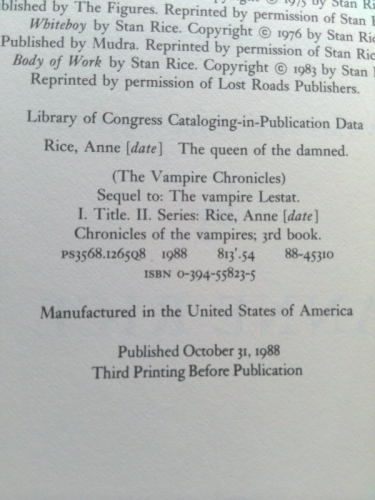 blished by The Figures. Reprinted by permission of Stan
Whiteboy by Stan Rice. Copyright © 1976 by Stan Ric
Published by Mudra. Reprinted by permission of Stan Rice
Body of Work by Stan Rice. Copyright © 1983 by Stan
Reprinted by permission of Lost Roads Publishers.
Library of Congress Cataloging-in-Publication Data
Rice, Anne [date] The queen of the damned.
(The Vampire Chronicles)
Sequel to: The vampire Lestat.
I. Title. II. Series: Rice, Anne [date]
Chronicles of the vampires; 3rd book.
PS3568.I265Q8 1988 813'.54 88-45310
ISBN 0-394-55823-5
Manufactured in the United States of America
Published October 31, 1988
Third Printing Before Publication